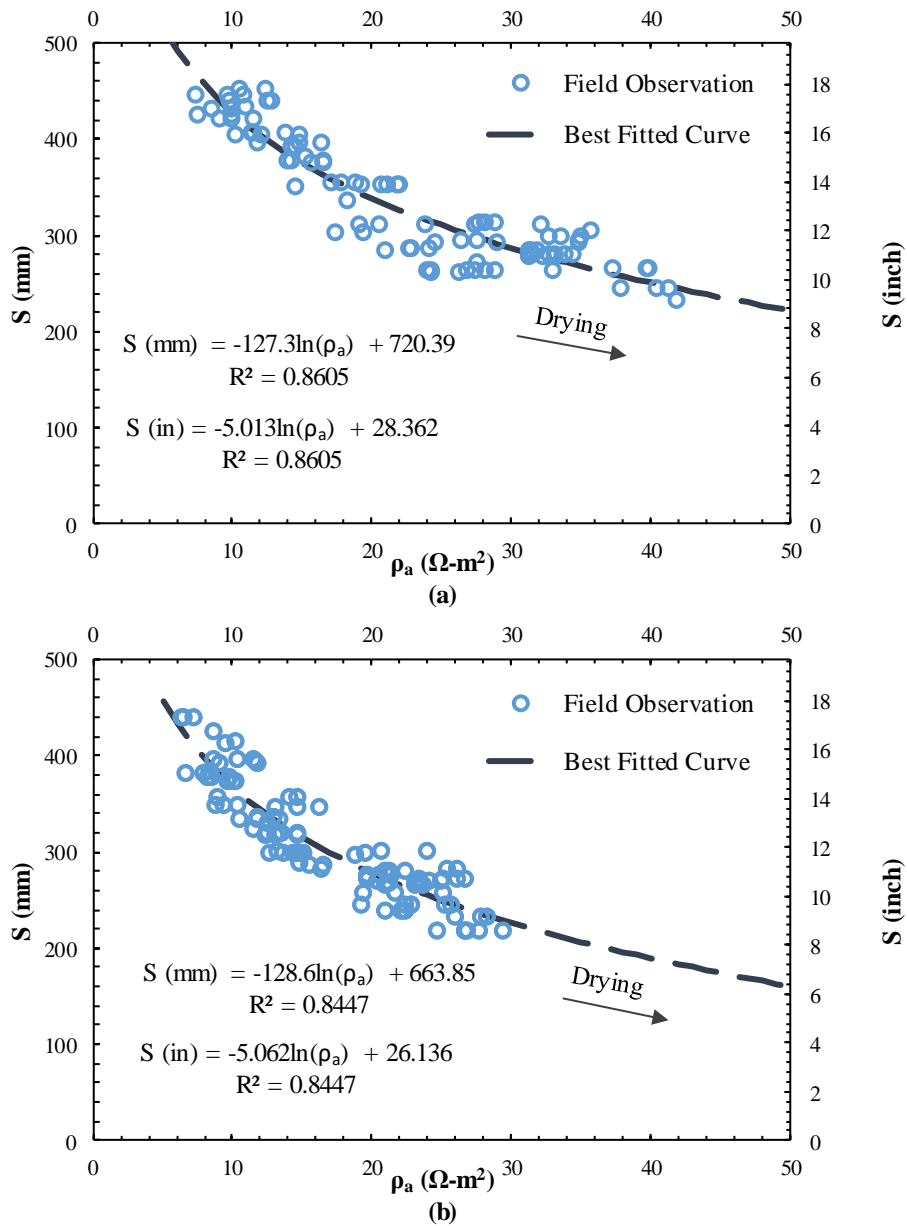 0 10 20 30 40 50
500
400
300
200
100
0
S (mm)
18
16
14
12
10
8
6
4
2
0
S (inch)
Field Observation
Best Fitted Curve
Drying
S (mm) = -127.3ln(ρₐ) + 720.39
R² = 0.8605
S (in) = -5.013ln(ρₐ) + 28.362
R² = 0.8605
0 10 20 30 40 50
ρₐ (Ω-m²)
(a)
0 10 20 30 40 50
500
400
300
200
100
0
S (mm)
18
16
14
12
10
8
6
4
2
0
S (inch)
Field Observation
Best Fitted Curve
Drying
S (mm) = -128.6ln(ρₐ) + 663.85
R² = 0.8447
S (in) = -5.062ln(ρₐ) + 26.136
R² = 0.8447
0 10 20 30 40 50
ρₐ (Ω-m²)
(b)